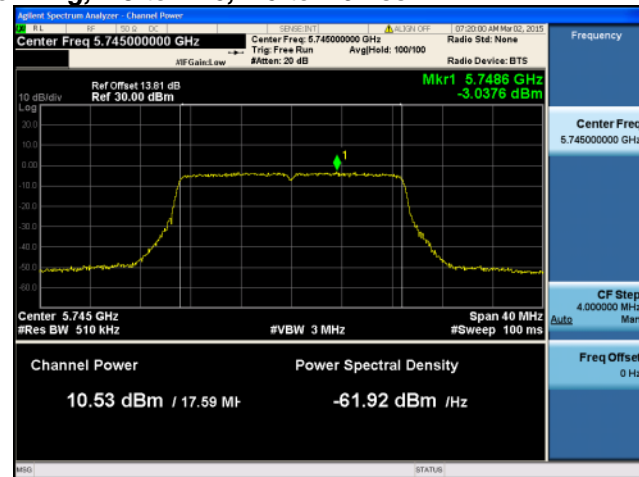 Agilent Spectrum Analyzer - Channel Power
RL RF 50 Ω DC SENSE:INT ALIGN OFF 07:20:00 AM Mar 02, 2015
Center Freq 5.745000000 GHz
Center Freq: 5.745000000 GHz
Radio Std: None
Trig: Free Run Avg|Hold: 100/100
#IFGain:Low #Atten: 20 dB Radio Device: BTS
Frequency
Ref Offset 13.81 dB
10 dB/div Ref 30.00 dBm
Mkr1 5.7486 GHz
-3.0376 dBm
Log
20.0
10.0
0.00
-10.0
-20.0
-30.0
-40.0
-50.0
-60.0
1
Center 5.745 GHz Span 40 MHz
#Res BW 510 kHz #VBW 3 MHz #Sweep 100 ms
Channel Power Power Spectral Density
10.53 dBm / 17.59 MH -61.92 dBm /Hz
Center Freq
5.745000000 GHz
CF Step
4.000000 MHz
Auto Man
Freq Offset
0 Hz
MSG STATUS